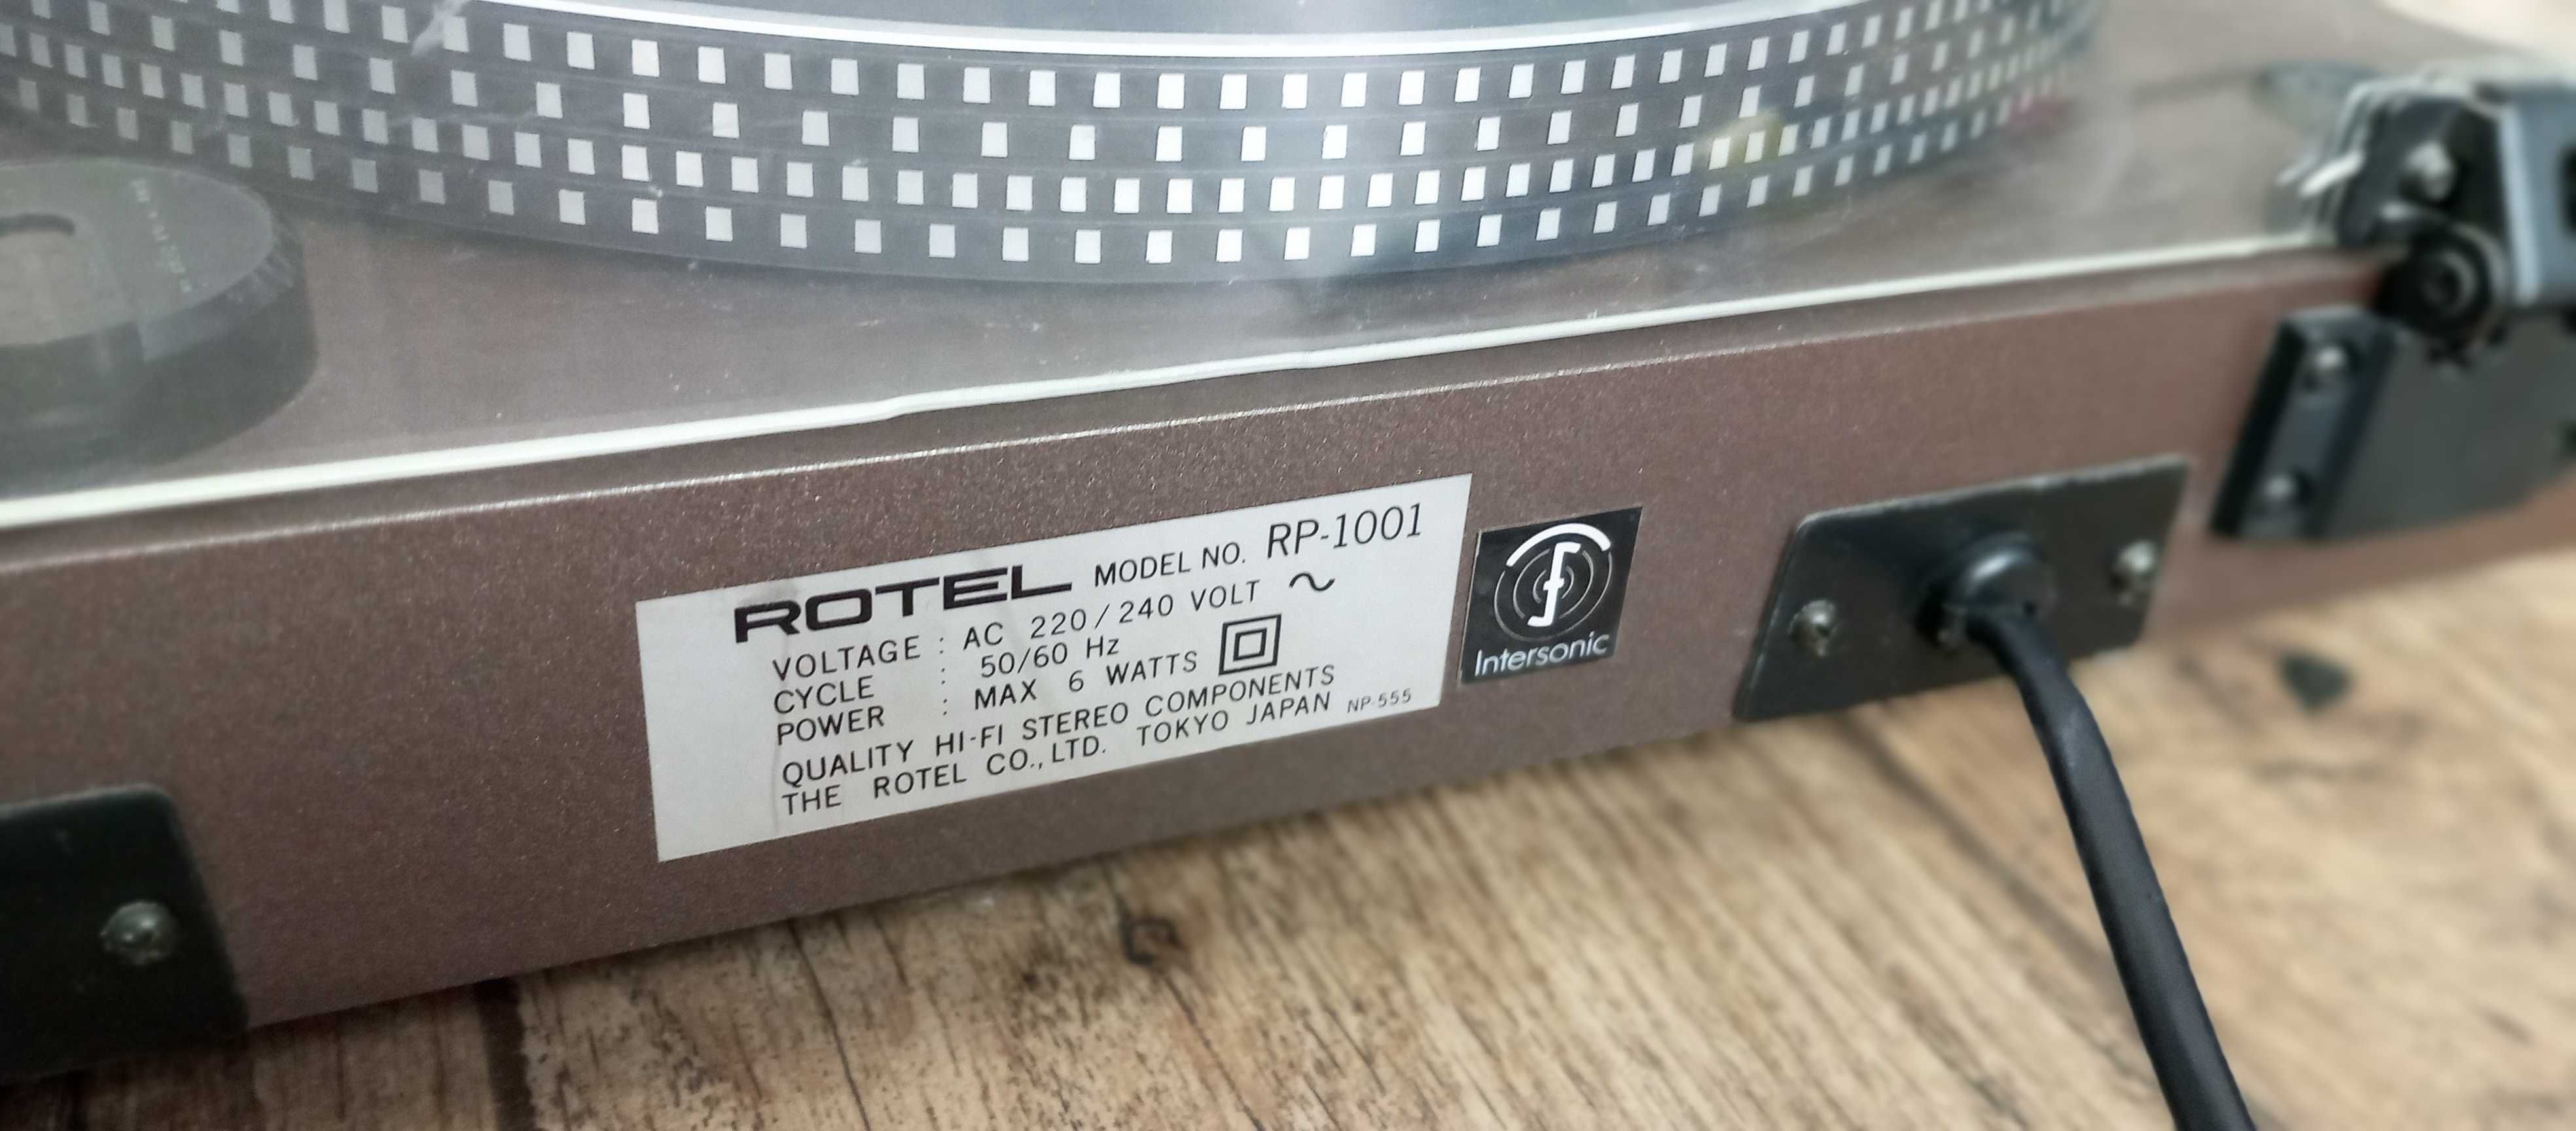 ROTEL MODEL NO. RP-1001
VOLTAGE : AC 220/240 VOLT ~
CYCLE : 50/60 Hz
POWER : MAX 6 WATTS
QUALITY HI-FI STEREO COMPONENTS
THE ROTEL CO.,LTD. TOKYO JAPAN NP-555
Intersonic